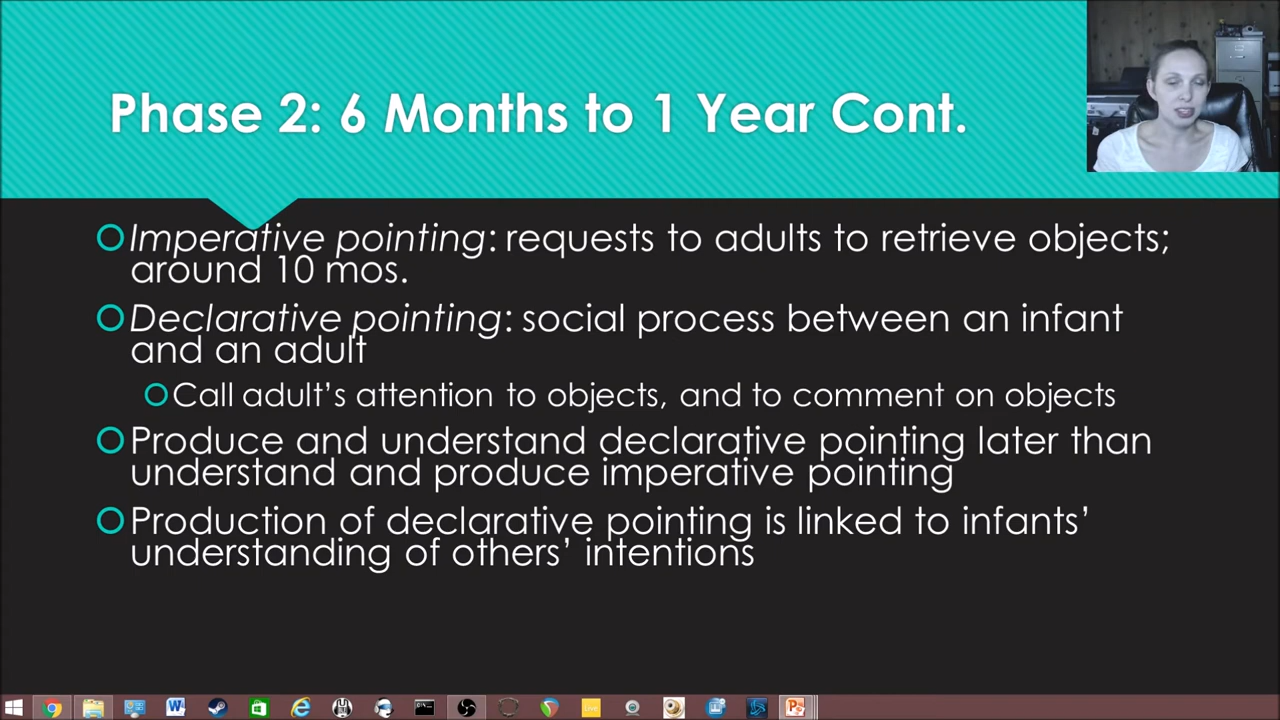 Phase 2: 6 Months to 1 Year Cont.
Imperative pointing: requests to adults to retrieve objects;
around 10 mos.
Declarative pointing: social process between an infant
and an adult
Call adult’s attention to objects, and to comment on objects
Produce and understand declarative pointing later than
understand and produce imperative pointing
Production of declarative pointing is linked to infants’
understanding of others’ intentions